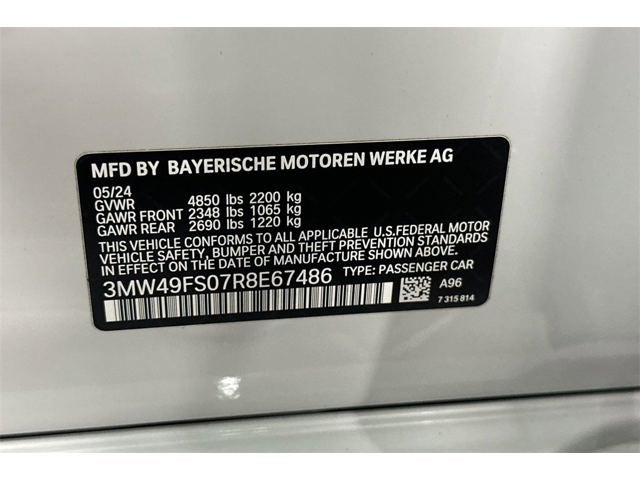 MFD BY BAYERISCHE MOTOREN WERKE AG
05/24
GVWR 4850 lbs 2200 kg
GAWR FRONT 2348 lbs 1065 kg
GAWR REAR 2690 lbs 1220 kg
THIS VEHICLE CONFORMS TO ALL APPLICABLE U.S.FEDERAL MOTOR
VEHICLE SAFETY, BUMPER AND THEFT PREVENTION STANDARDS
IN EFFECT ON THE DATE OF MANUFACTURE SHOWN ABOVE.
3MW49FS07R8E67486 TYPE: PASSENGER CAR
A96
7 315 814